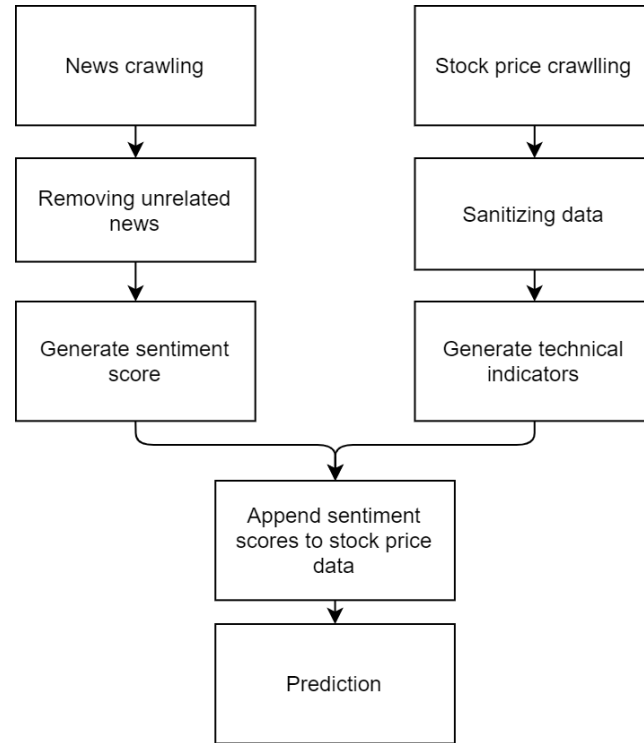 News crawling
Stock price crawlling
Removing unrelated
news
Sanitizing data
Generate sentiment
score
Generate technical
indicators
Append sentiment
scores to stock price
data
Prediction